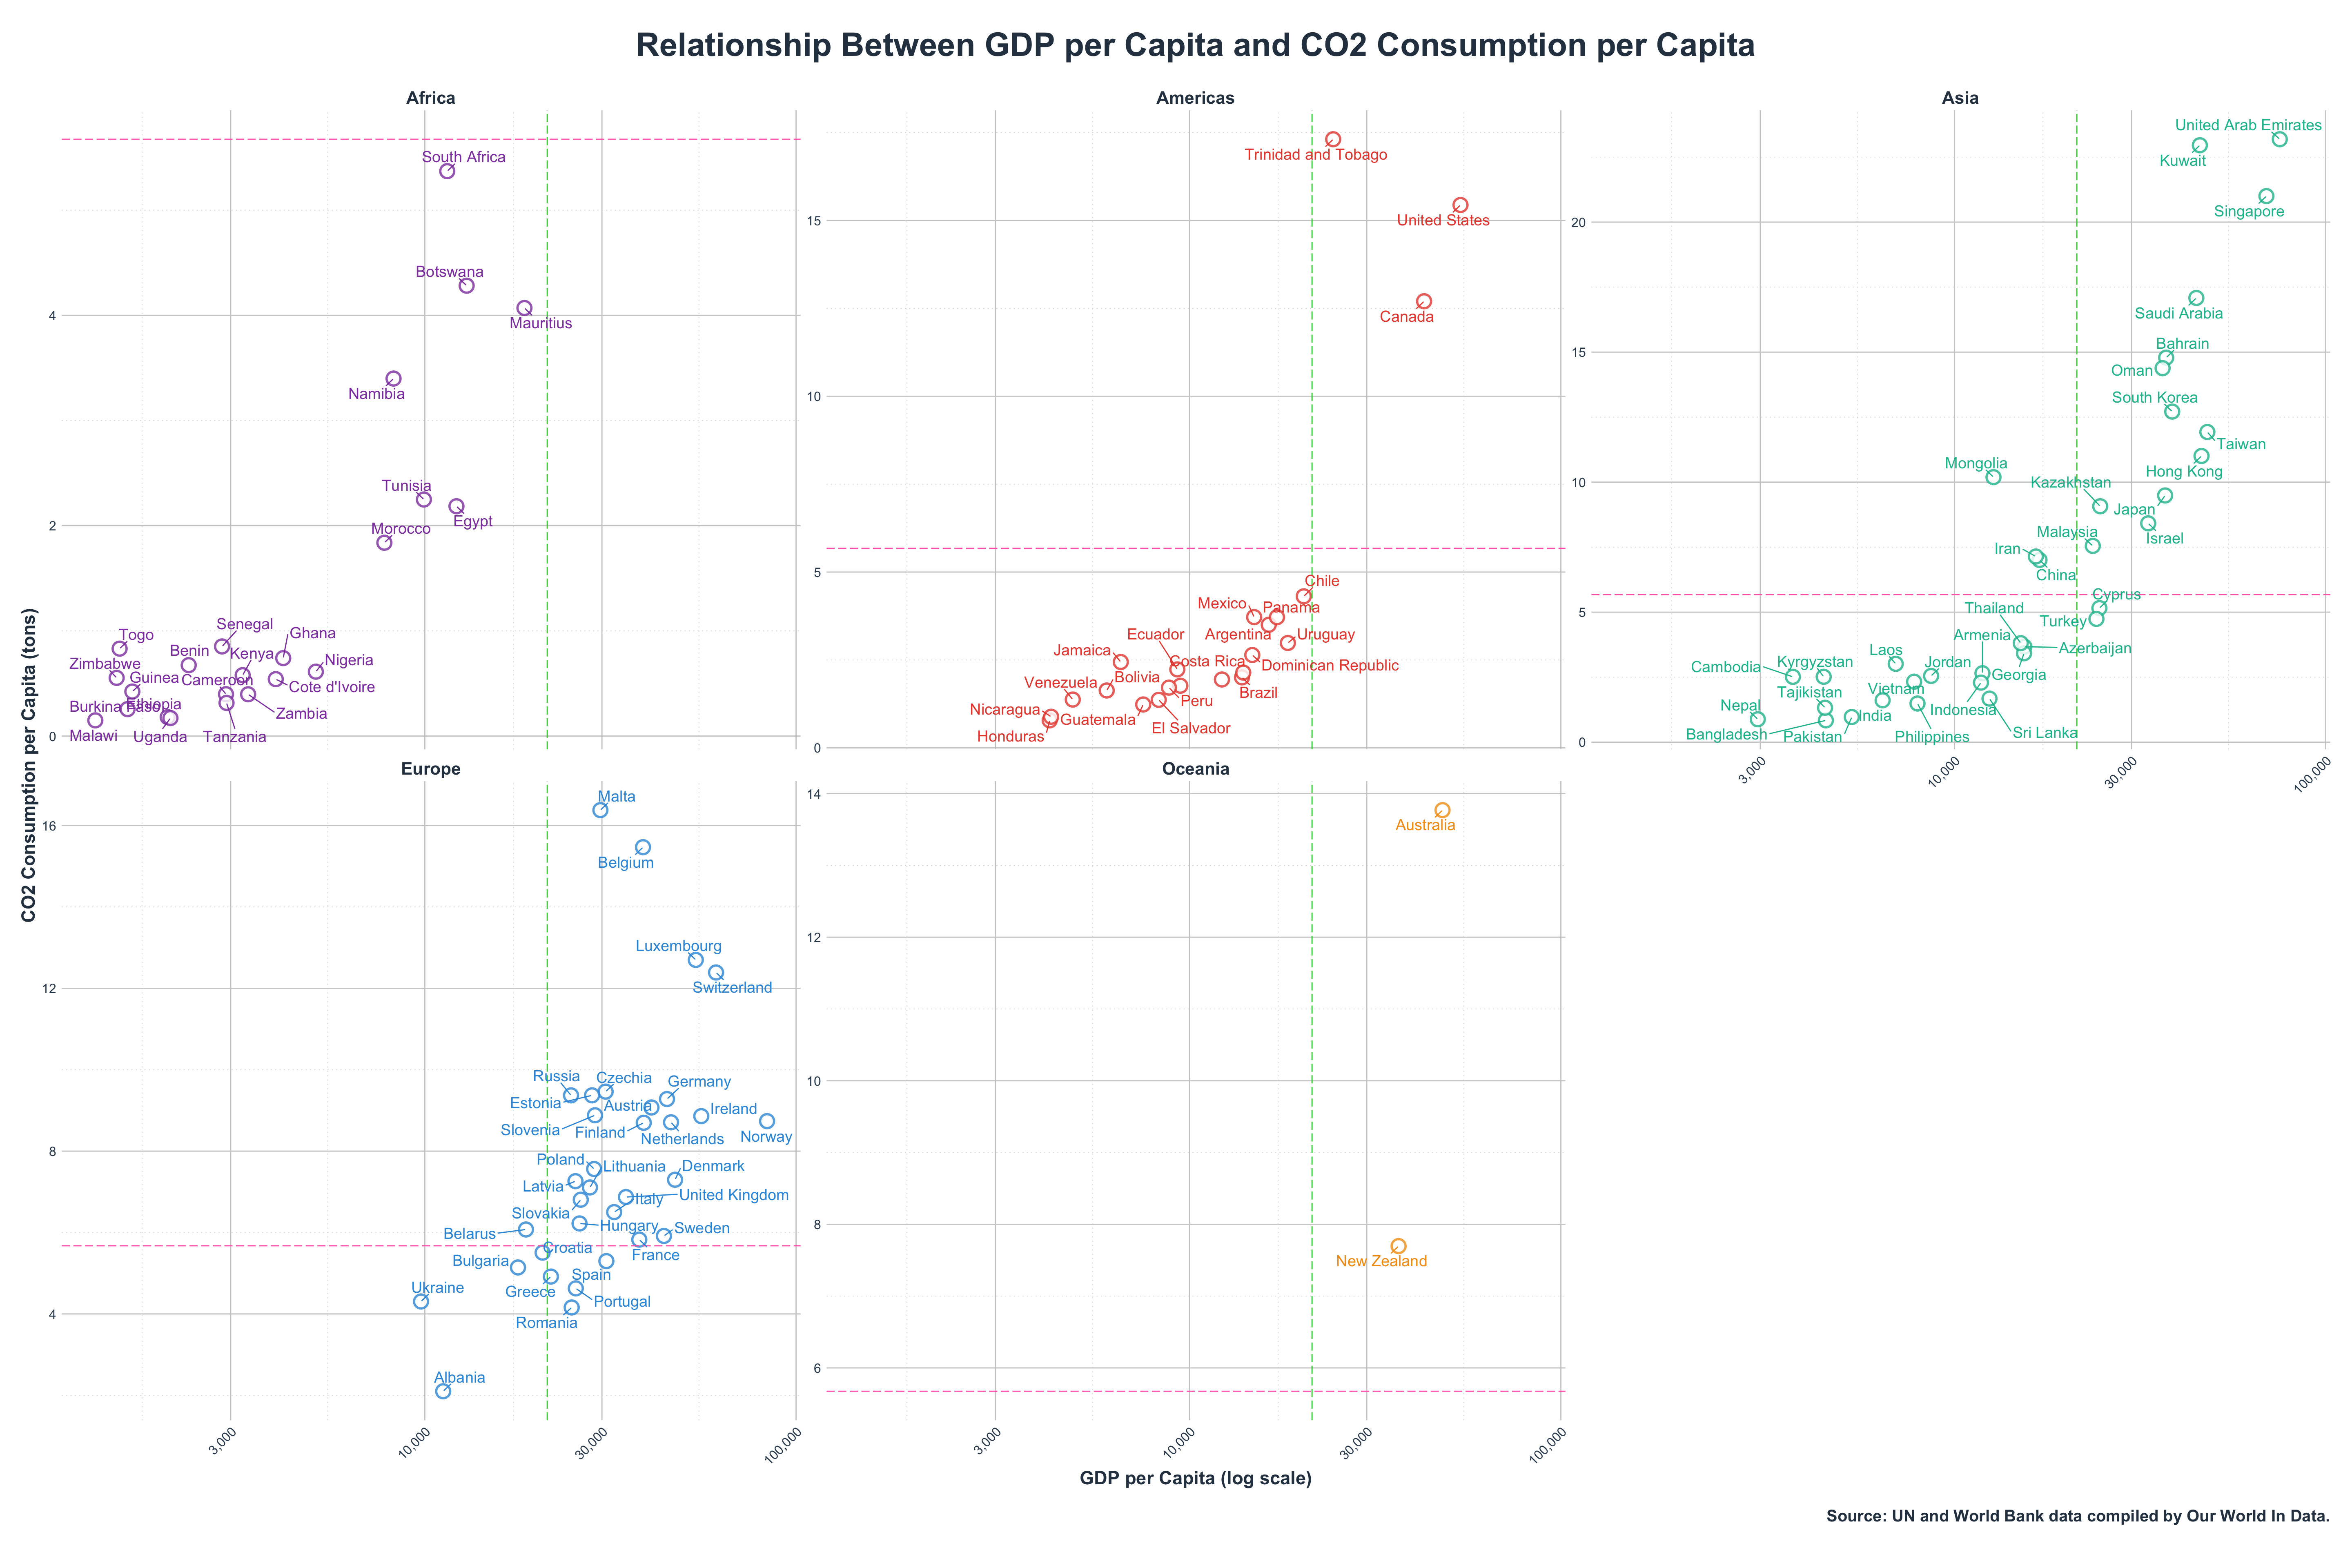 Relationship Between GDP per Capita and CO2 Consumption per Capita
CO2 Consumption per Capita (tons)
Africa
South Africa
Botswana
4
Mauritius
Namibia
Tunisia
2
Egypt
Morocco
Senegal
Togo
Ghana
Benin
Kenya
Nigeria
Zimbabwe
Guinea
Cameroon
Cote d'Ivoire
Burkina Faso
Ethiopia
Zambia
0
Malawi
Uganda
Tanzania
Americas
Trinidad and Tobago
15
United States
Canada
10
5
Chile
Mexico
Panama
Ecuador
Argentina
Uruguay
Jamaica
Costa Rica
Dominican Republic
Venezuela
Bolivia
Brazil
Peru
Nicaragua
Guatemala
El Salvador
Honduras
0
Asia
United Arab Emirates
Kuwait
Singapore
20
Saudi Arabia
Bahrain
15
Oman
South Korea
Taiwan
Mongolia
Hong Kong
10
Kazakhstan
Japan
Malaysia
Israel
Iran
China
Cyprus
5
Thailand
Turkey
Armenia
Azerbaijan
Laos
Cambodia
Kyrgyzstan
Jordan
Georgia
Tajikistan
Vietnam
Nepal
India
Indonesia
Bangladesh
Pakistan
Philippines
Sri Lanka
0
3,000
10,000
30,000
100,000
Europe
Malta
16
Belgium
Luxembourg
12
Switzerland
Russia
Czechia
Germany
Estonia
Austria
Ireland
Slovenia
Finland
Netherlands
Norway
8
Poland
Lithuania
Denmark
Latvia
United Kingdom
Italy
Slovakia
Hungary
Sweden
Belarus
Croatia
France
Bulgaria
Spain
Ukraine
Greece
Portugal
4
Romania
Albania
3,000
10,000
30,000
100,000
Oceania
14
Australia
12
10
8
New Zealand
6
3,000
10,000
30,000
100,000
GDP per Capita (log scale)
Source: UN and World Bank data compiled by Our World In Data.